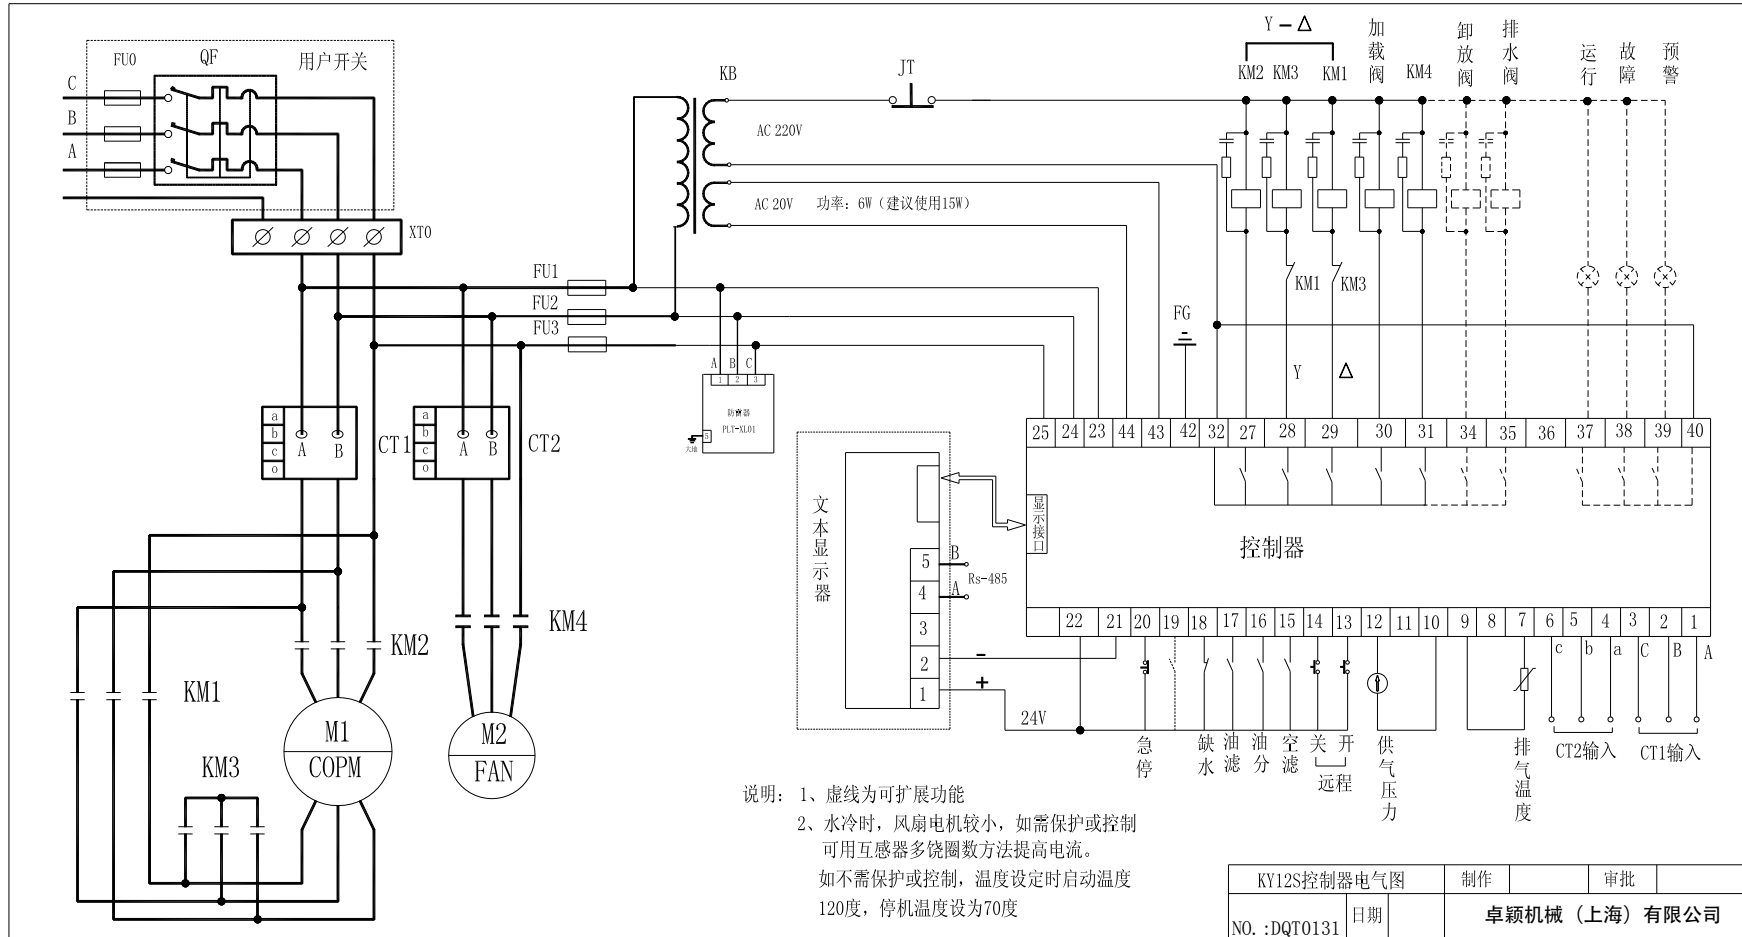 FU0 QF 用户开关
C
B
A
XT0
KB
AC 220V
AC 20V 功率：6W（建议使用15W）
JT
Y－Δ
KM2 KM3 KM1 加载阀 KM4 卸放阀 排水阀 运行 故障 预警
KM1 KM3
FU1
FU2
FU3
FG
Y Δ
A B C
1 2 3
防雷器
PLT-XL01
5
大地
a
b
c
o
A B
CT1
a
b
c
o
A B
CT2
25 24 23 44 43 42 32 27 28 29 30 31 34 35 36 37 38 39 40
显示接口
控制器
文本显示器
5 B
4 A
Rs-485
3
2 －
1 +
24V
22 21 20 19 18 17 16 15 14 13 12 11 10 9 8 7 6 5 4 3 2 1
c b a C B A
急停 缺水 油滤 油分 空滤 关 开 供气压力 排气温度 CT2输入 CT1输入
远程
KM2
KM4
KM1
M1
COPM
M2
FAN
KM3
说明： 1、虚线为可扩展功能
2、水冷时，风扇电机较小，如需保护或控制
可用互感器多饶圈数方法提高电流。
如不需保护或控制，温度设定时启动温度
120度，停机温度设为70度
KY12S控制器电气图 制作 审批
NO.:DQT0131 日期 卓颖机械（上海）有限公司